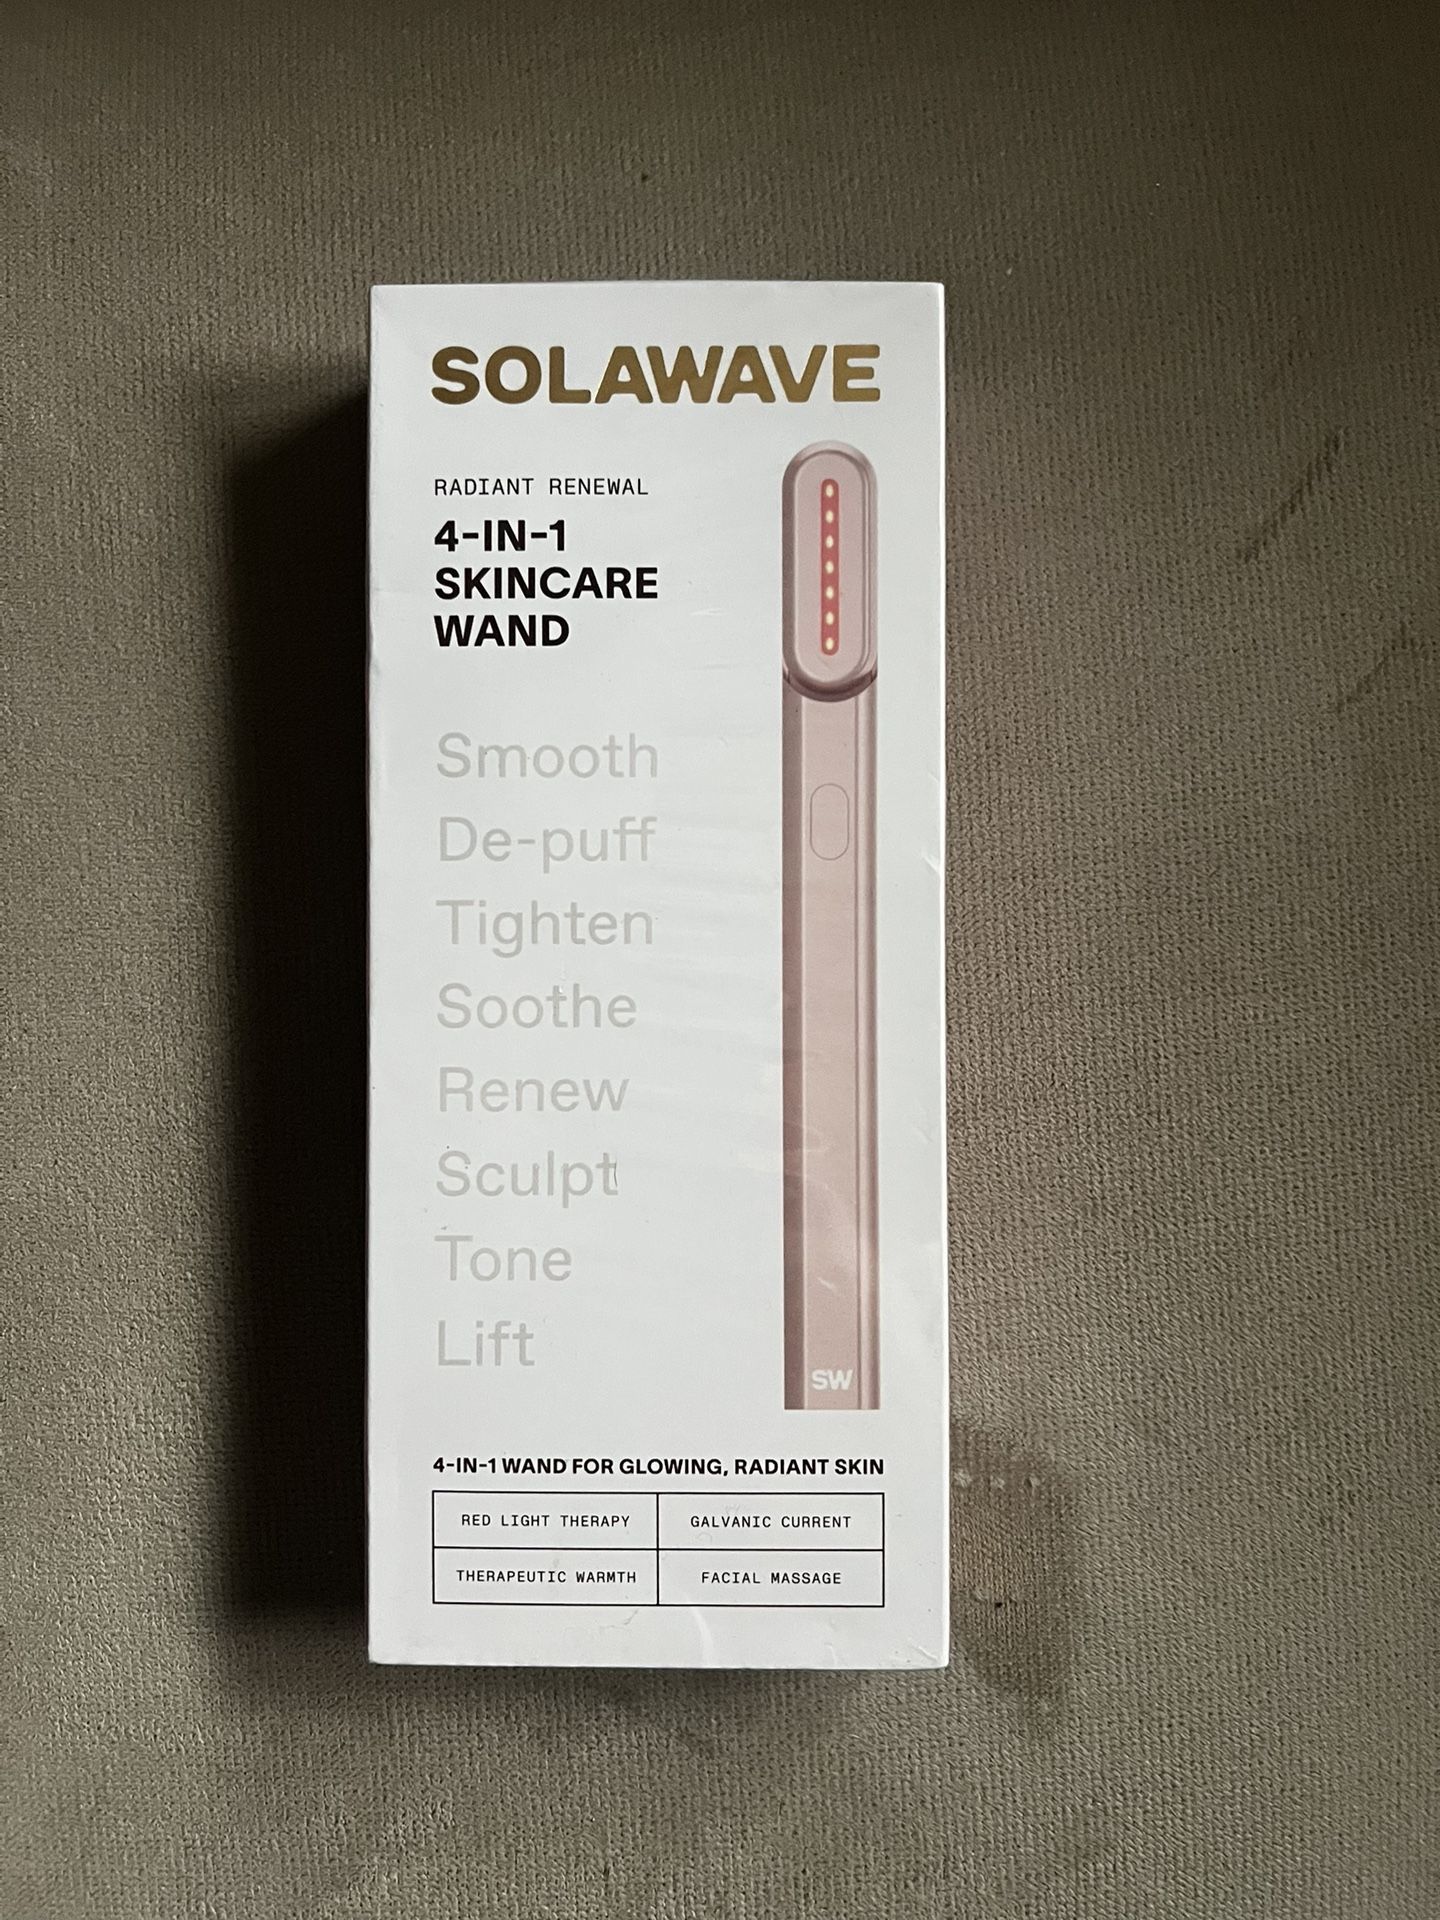 SOLAWAVE
RADIANT RENEWAL
4-IN-1
SKINCARE
WAND
Smooth
De-puff
Tighten
Soothe
Renew
Sculpt
Tone
Lift
SW
4-IN-1 WAND FOR GLOWING, RADIANT SKIN
RED LIGHT THERAPY
GALVANIC CURRENT
THERAPEUTIC WARMTH
FACIAL MASSAGE